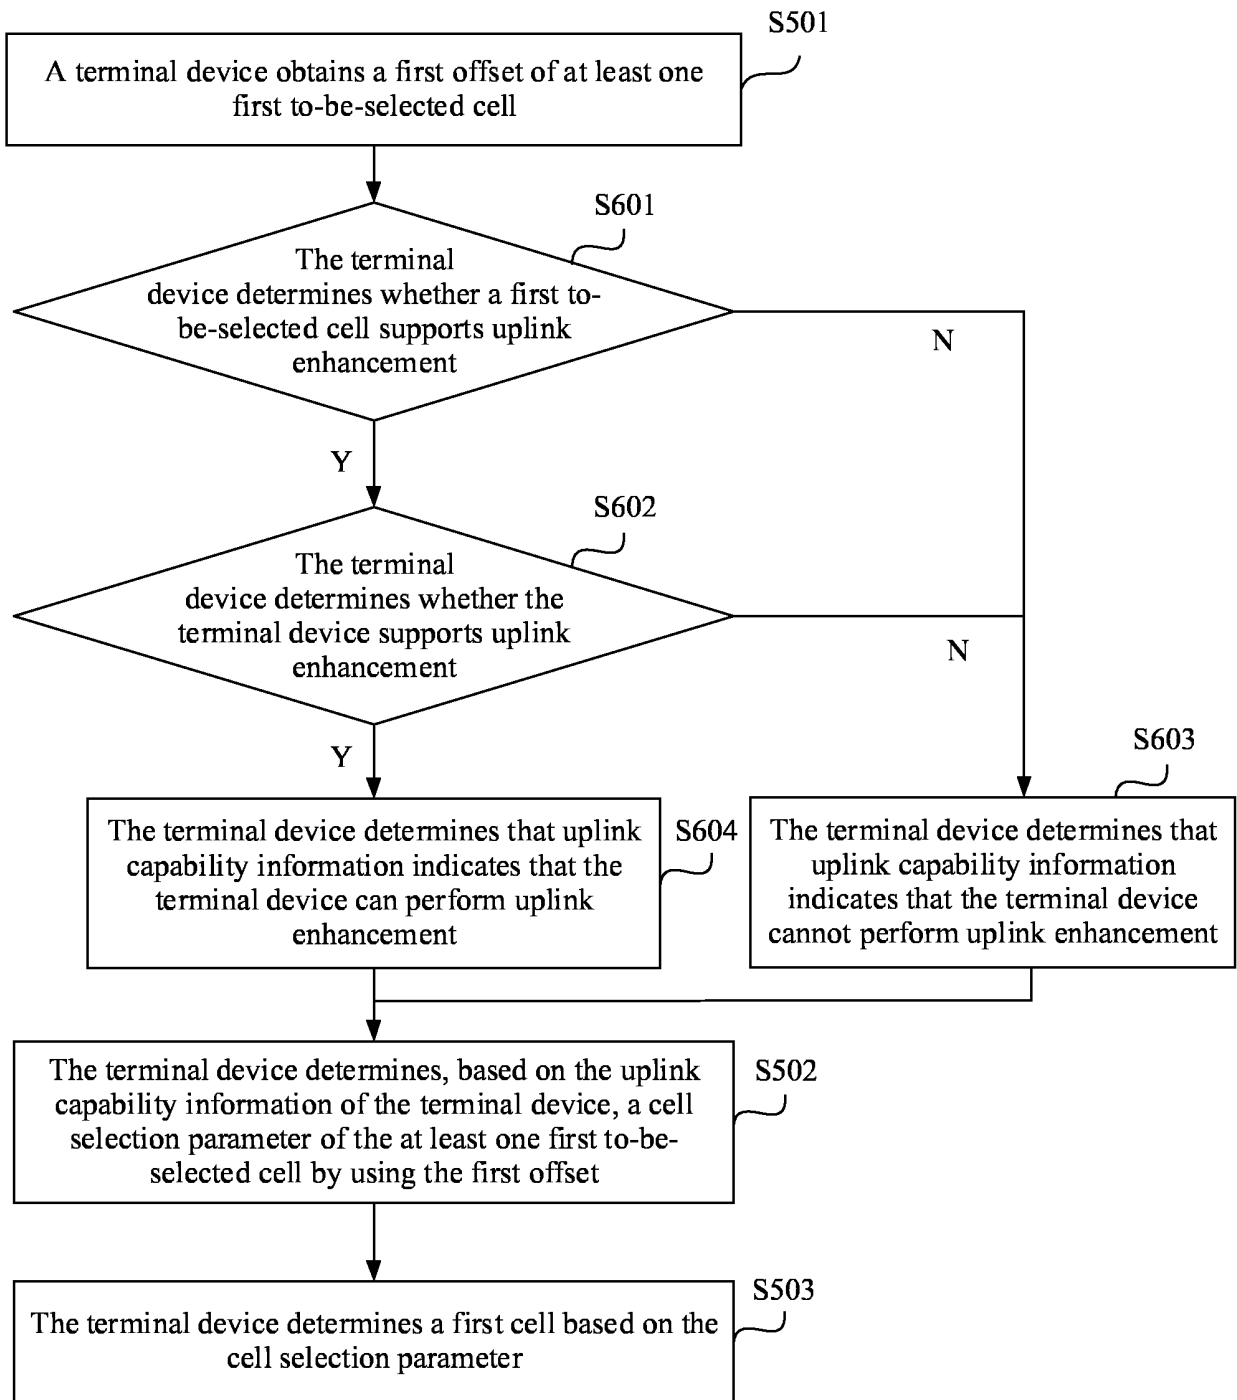 S501
A terminal device obtains a first offset of at least one
first to-be-selected cell
S601
The terminal
device determines whether a first to-
be-selected cell supports uplink
enhancement
N
Y
S602
The terminal
device determines whether the
terminal device supports uplink
enhancement
N
Y
S603
The terminal device determines that uplink
capability information indicates that the
terminal device can perform uplink
enhancement
S604
The terminal device determines that
uplink capability information
indicates that the terminal device
cannot perform uplink enhancement
The terminal device determines, based on the uplink
capability information of the terminal device, a cell
selection parameter of the at least one first to-be-
selected cell by using the first offset
S502
S503
The terminal device determines a first cell based on the
cell selection parameter